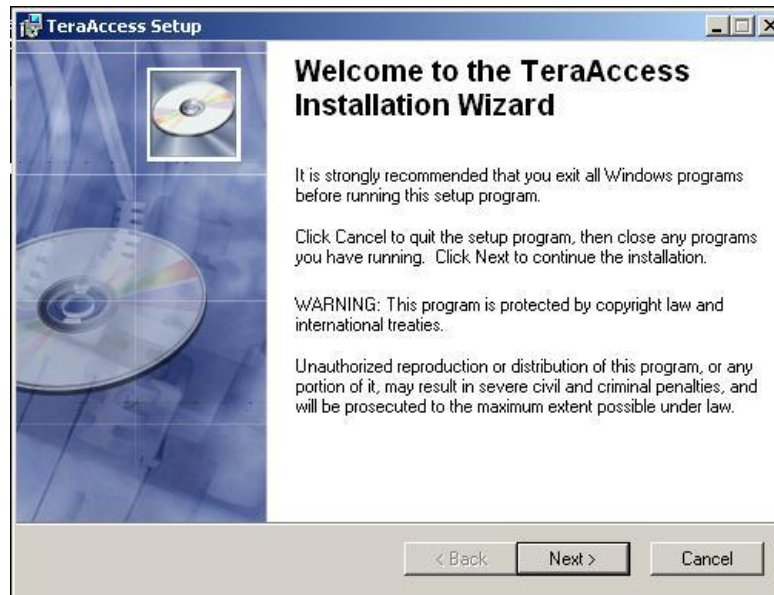 TeraAccess Setup
Welcome to the TeraAccess
Installation Wizard
It is strongly recommended that you exit all Windows programs
before running this setup program.
Click Cancel to quit the setup program, then close any programs
you have running.  Click Next to continue the installation.
WARNING: This program is protected by copyright law and
international treaties.
Unauthorized reproduction or distribution of this program, or any
portion of it, may result in severe civil and criminal penalties, and
will be prosecuted to the maximum extent possible under law.
< Back
Next >
Cancel